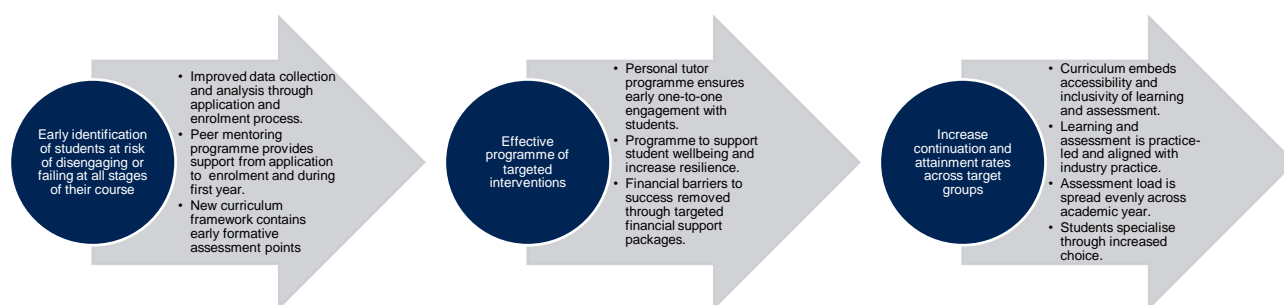 Early identification
of students at risk
of disengaging or
failing at all stages
of their course
• Improved data collection
and analysis through
application and
enrolment process.
• Peer mentoring
programme provides
support from application
to enrolment and during
first year.
• New curriculum
framework contains
early formative
assessment points
Effective
programme of
targeted
interventions
• Personal tutor
programme ensures
early one-to-one
engagement with
students.
• Programme to support
student wellbeing and
increase resilience.
• Financial barriers to
success removed through
targeted financial support
packages.
Increase
continuation and
attainment rates
across target
groups
• Curriculum embeds
accessibility and
inclusivity of learning
and assessment.
• Learning and
assessment is practice-
led and aligned with
industry practice.
• Assessment load is
spread evenly across
academic year.
• Students specialise
through increased
choice.